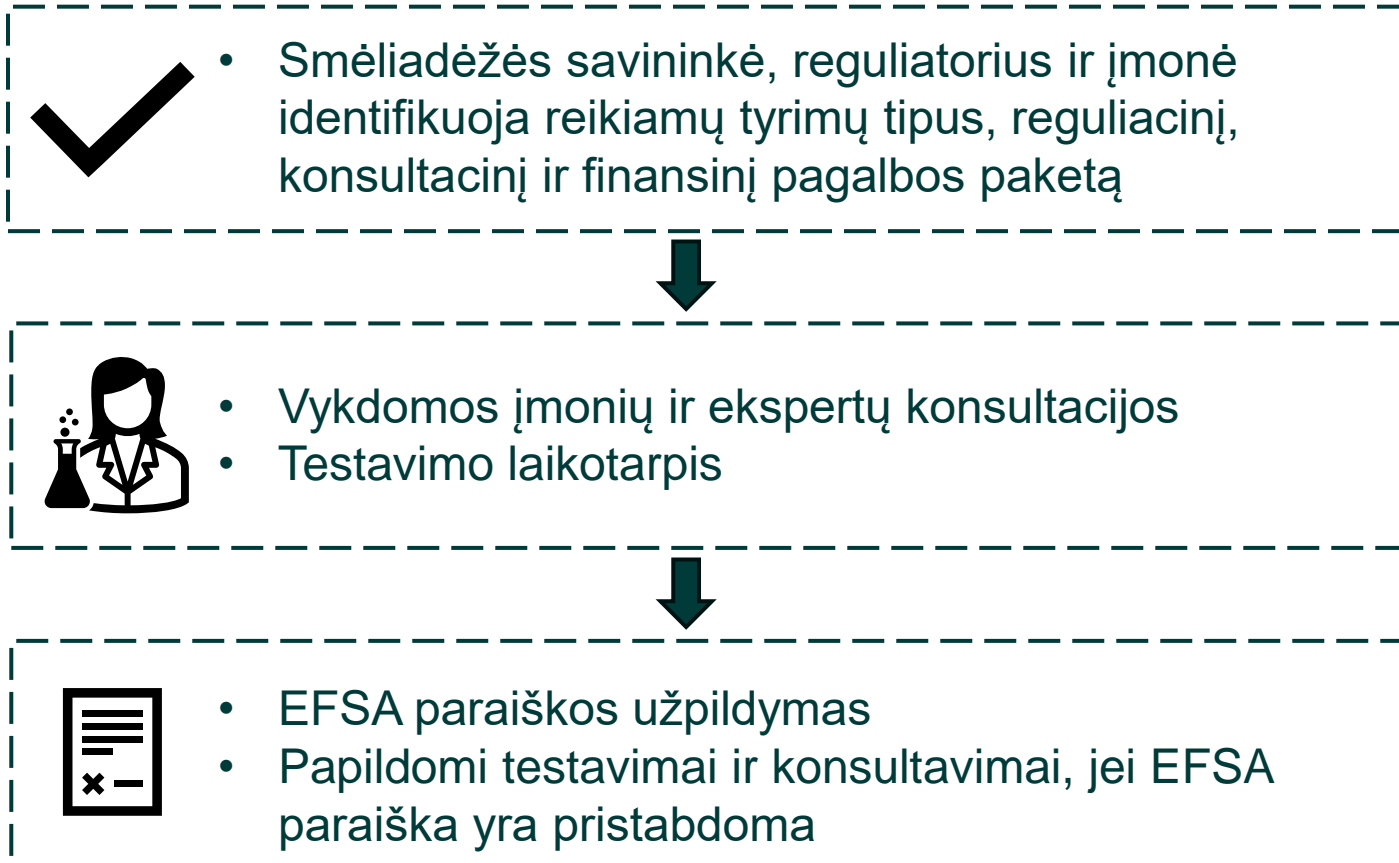 • Smėliadėžės savininkė, reguliatorius ir įmonė
identifikuoja reikiamų tyrimų tipus, reguliacinį,
konsultacinį ir finansinį pagalbos paketą
• Vykdomos įmonių ir ekspertų konsultacijos
• Testavimo laikotarpis
• EFSA paraiškos užpildymas
• Papildomi testavimai ir konsultavimai, jei EFSA
paraiška yra pristabdoma